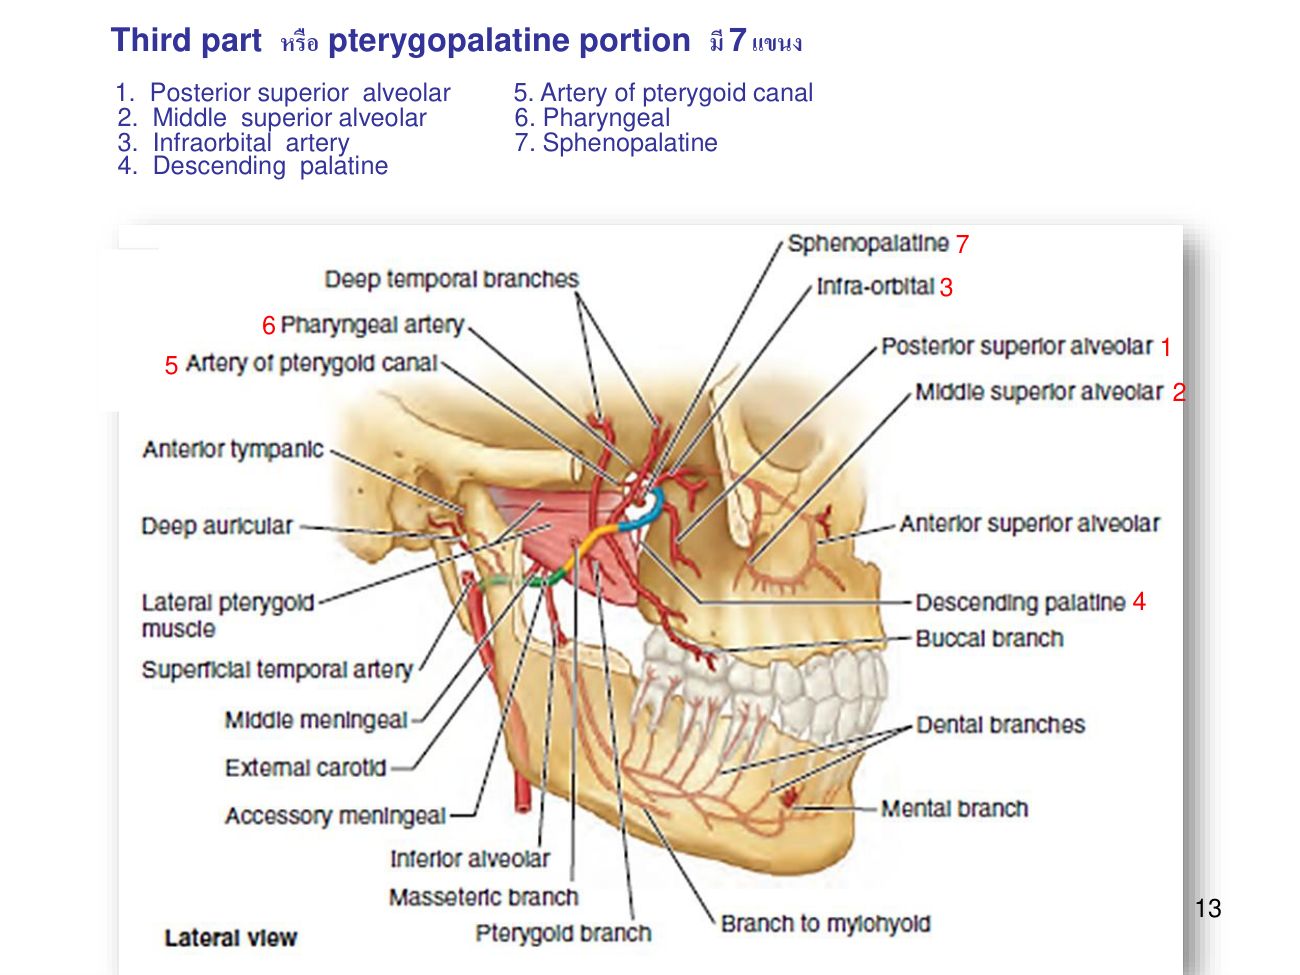 Third part หรือ pterygopalatine portion มี 7 แขนง
1. Posterior superior alveolar
2. Middle superior alveolar
3. Infraorbital artery
4. Descending palatine
5. Artery of pterygoid canal
6. Pharyngeal
7. Sphenopalatine
Sphenopalatine 7
Deep temporal branches
Infra-orbital 3
6 Pharyngeal artery
Posterior superior alveolar 1
5 Artery of pterygoid canal
Middle superior alveolar 2
Anterior tympanic
Deep auricular
Anterior superior alveolar
Lateral pterygoid
muscle
Descending palatine 4
Buccal branch
Superficial temporal artery
Middle meningeal
Dental branches
External carotid
Accessory meningeal
Mental branch
Inferior alveolar
Masseteric branch
Pterygoid branch
Branch to mylohyoid
Lateral view
13